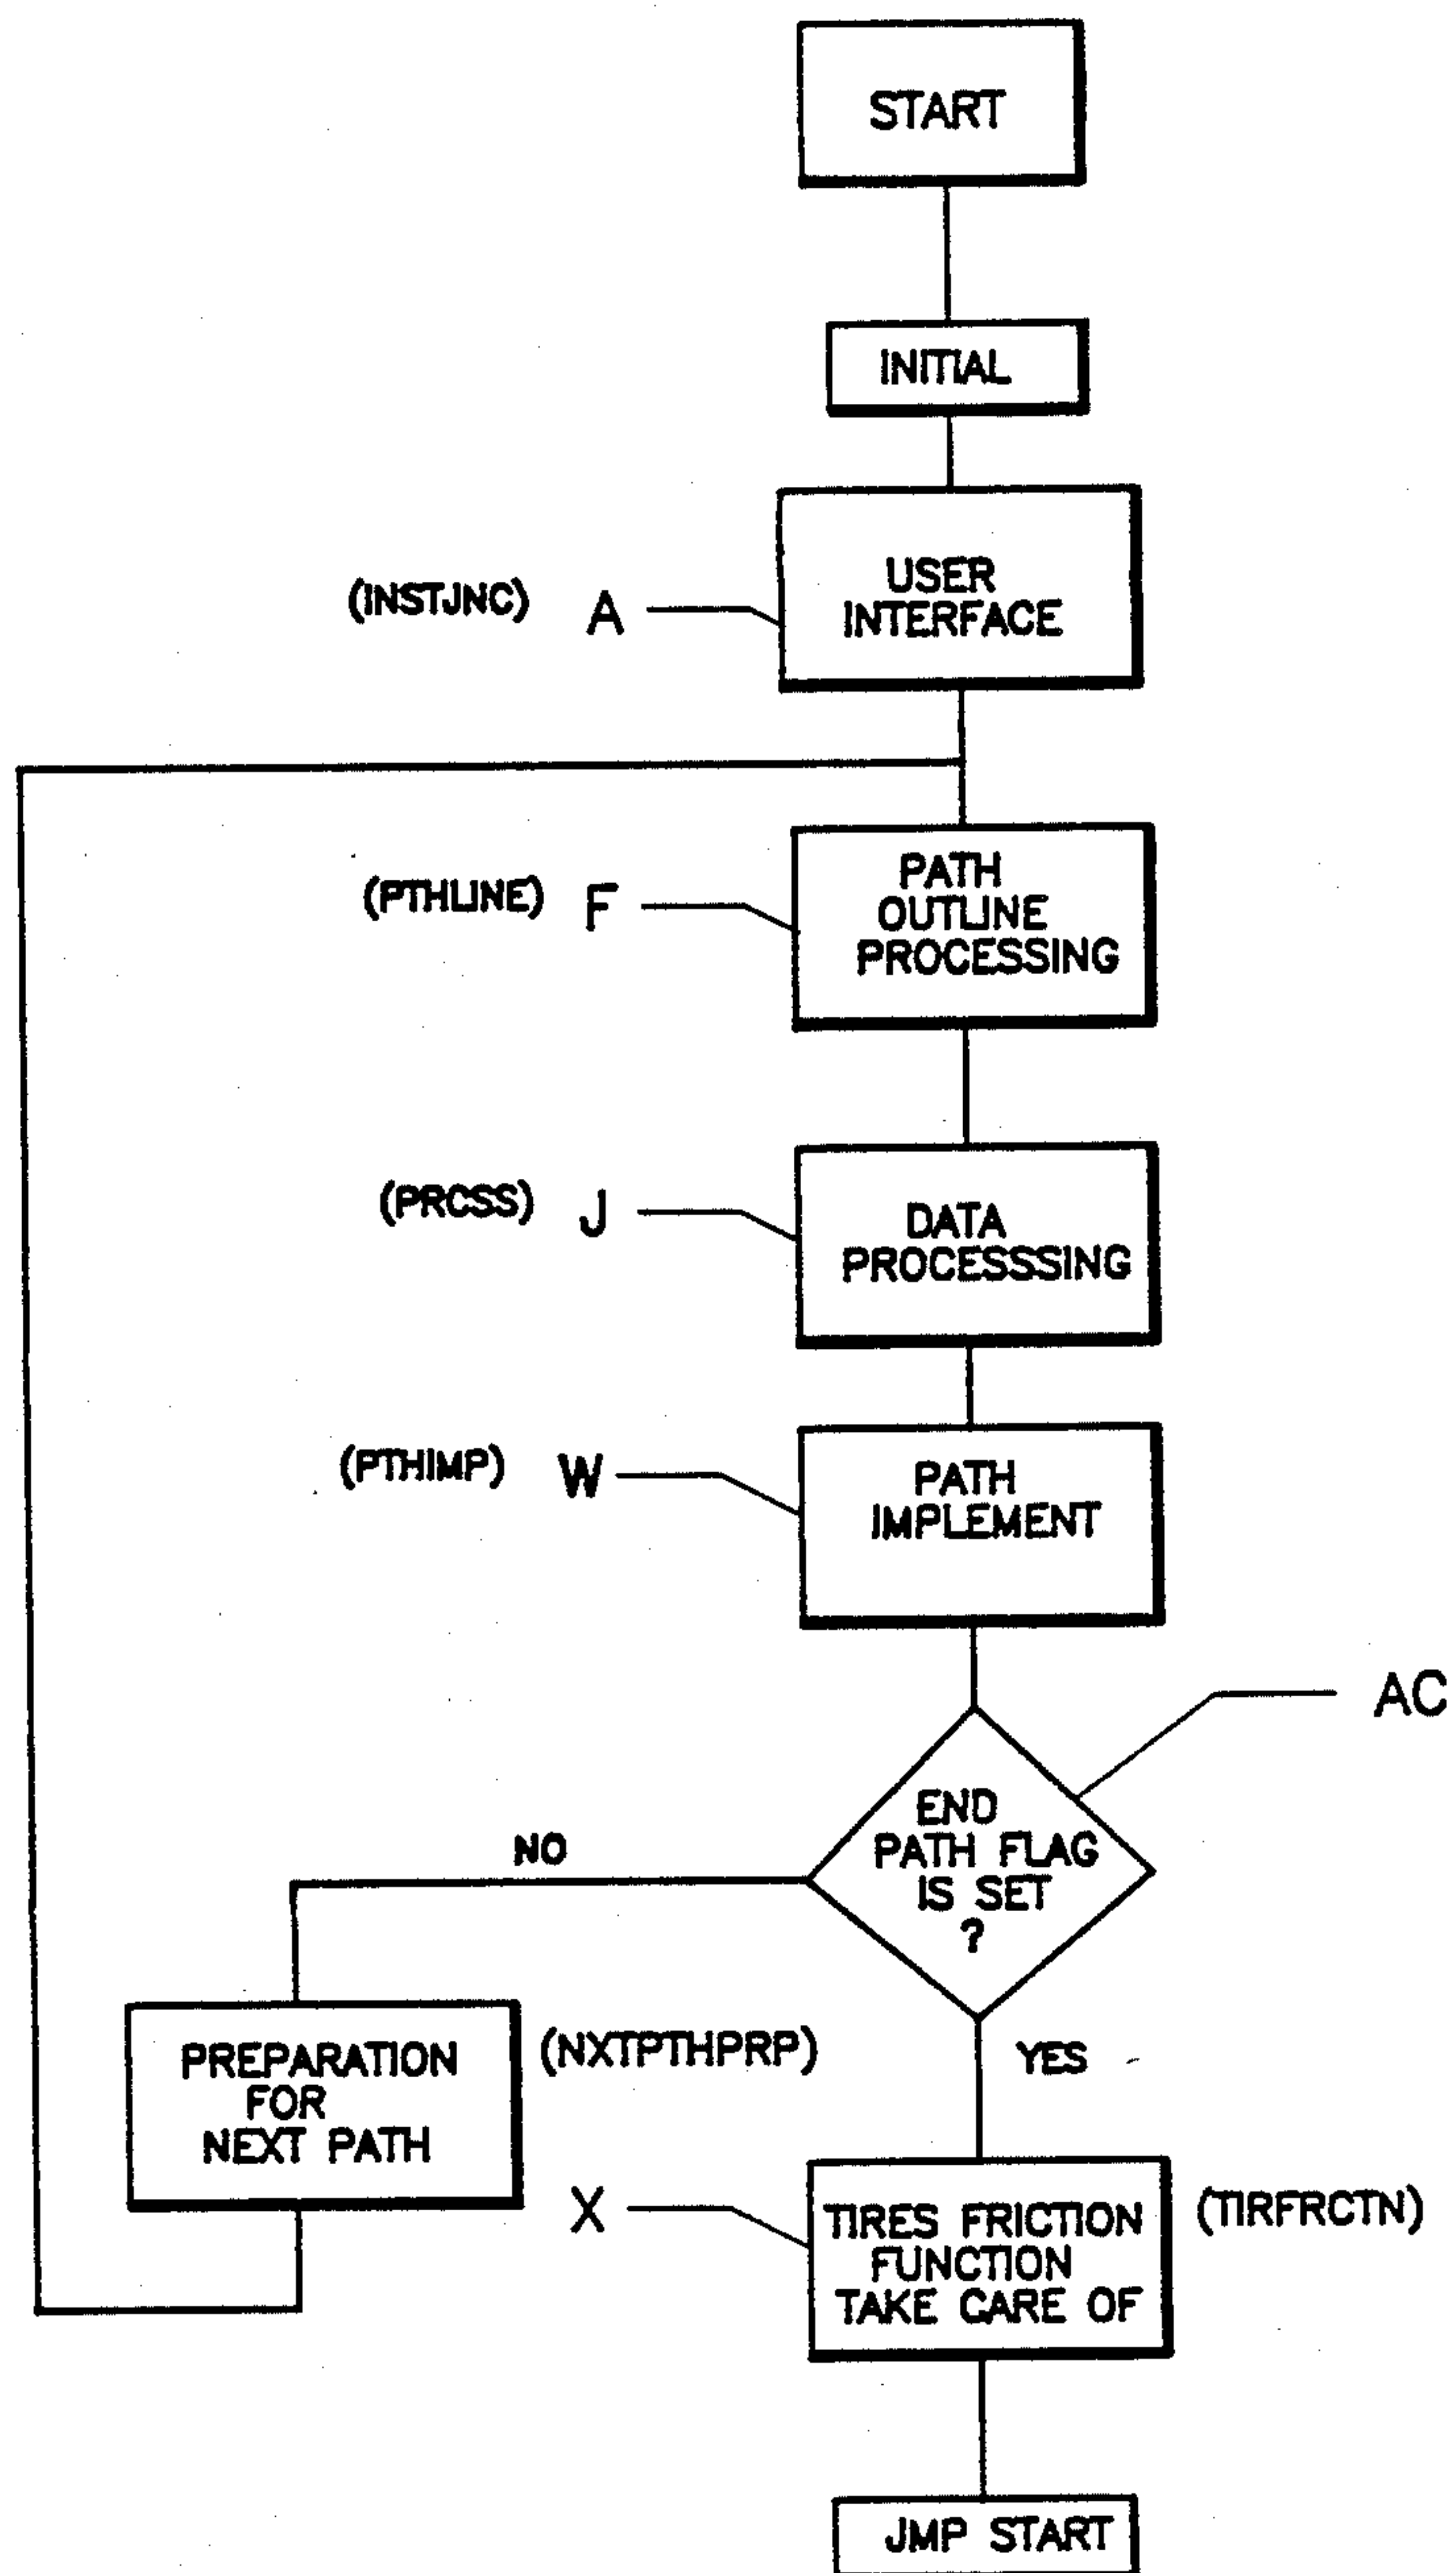 START
INITIAL
(INSTJNC) A
USER
INTERFACE
(PTHLINE) F
PATH
OUTLINE
PROCESSING
(PRCSS) J
DATA
PROCESSSING
(PTHIMP) W
PATH
IMPLEMENT
AC
END
PATH FLAG
IS SET
?
NO
YES
PREPARATION
FOR
NEXT PATH
(NXTPTHPRP)
X
TIRES FRICTION
FUNCTION
TAKE CARE OF
(TIRFRCTN)
JMP START